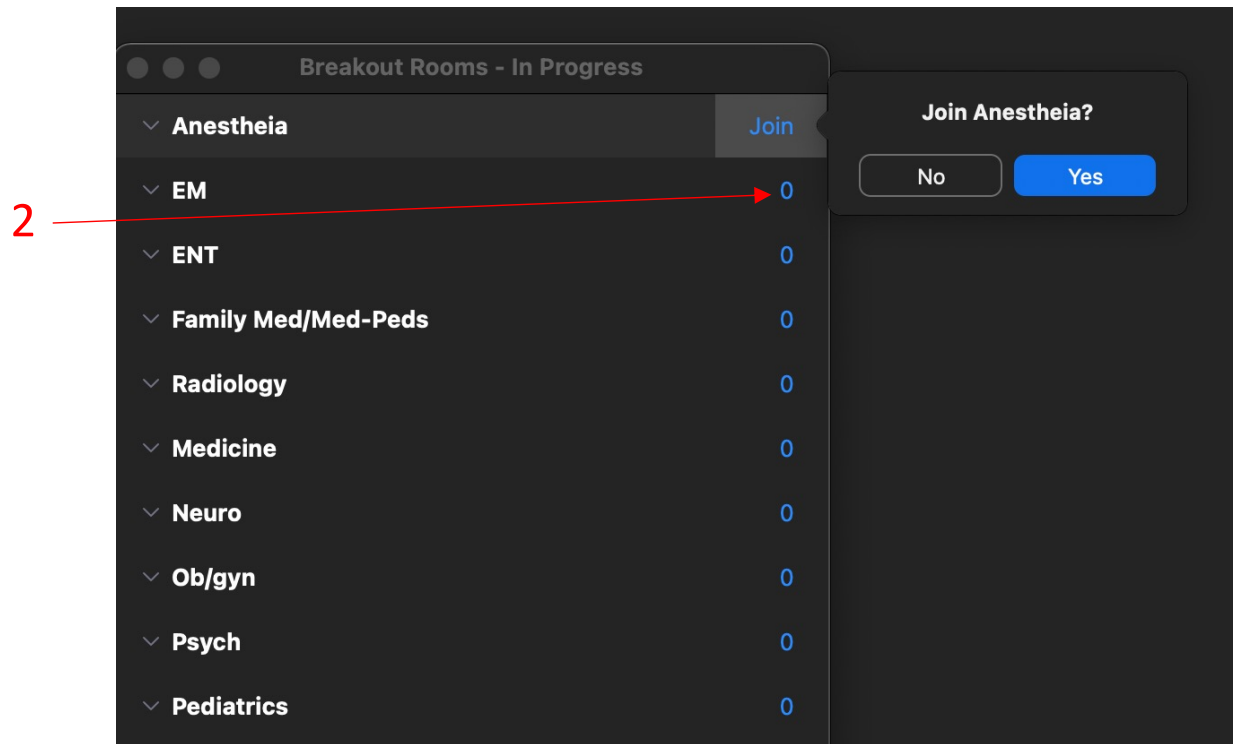 Breakout Rooms - In Progress
Anestheia Join
Join Anestheia?
No Yes
2
EM 0
ENT 0
Family Med/Med-Peds 0
Radiology 0
Medicine 0
Neuro 0
Ob/gyn 0
Psych 0
Pediatrics 0